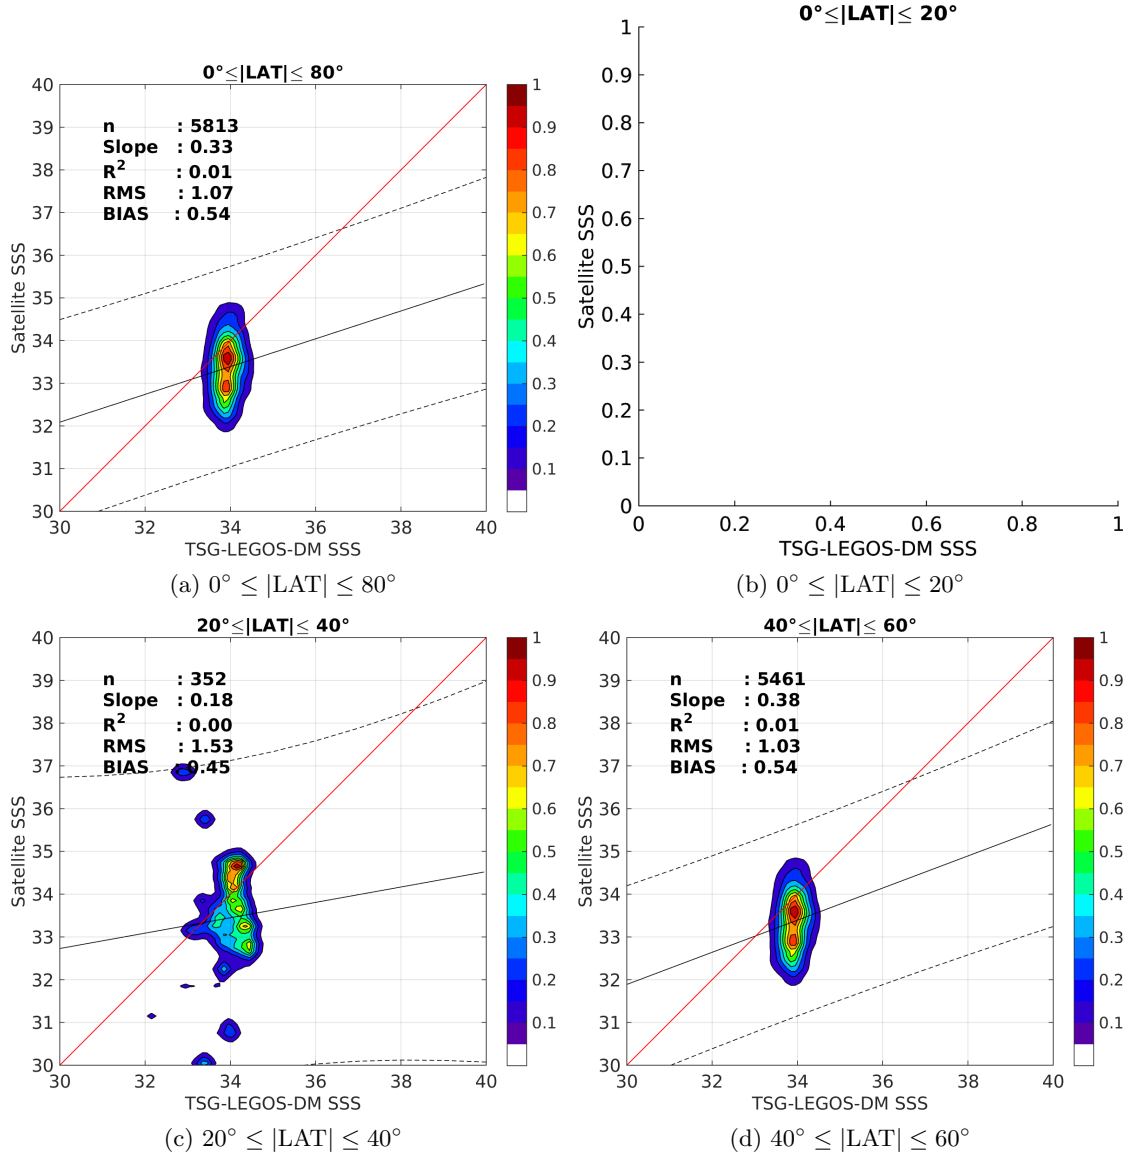 0°≤|LAT|≤ 80°
n : 5813
Slope : 0.33
R² : 0.01
RMS : 1.07
BIAS : 0.54
40
39
38
37
36
35
34
33
32
31
30
30 32 34 36 38 40
Satellite SSS
TSG-LEGOS-DM SSS
1
0.9
0.8
0.7
0.6
0.5
0.4
0.3
0.2
0.1
(a) 0° ≤ |LAT| ≤ 80°
0°≤|LAT|≤ 20°
1
0.9
0.8
0.7
0.6
0.5
0.4
0.3
0.2
0.1
0
0 0.2 0.4 0.6 0.8 1
Satellite SSS
TSG-LEGOS-DM SSS
(b) 0° ≤ |LAT| ≤ 20°
20°≤|LAT|≤ 40°
n : 352
Slope : 0.18
R² : 0.00
RMS : 1.53
BIAS : 0.45
40
39
38
37
36
35
34
33
32
31
30
30 32 34 36 38 40
Satellite SSS
TSG-LEGOS-DM SSS
1
0.9
0.8
0.7
0.6
0.5
0.4
0.3
0.2
0.1
(c) 20° ≤ |LAT| ≤ 40°
40°≤|LAT|≤ 60°
n : 5461
Slope : 0.38
R² : 0.01
RMS : 1.03
BIAS : 0.54
40
39
38
37
36
35
34
33
32
31
30
30 32 34 36 38 40
Satellite SSS
TSG-LEGOS-DM SSS
1
0.9
0.8
0.7
0.6
0.5
0.4
0.3
0.2
0.1
(d) 40° ≤ |LAT| ≤ 60°